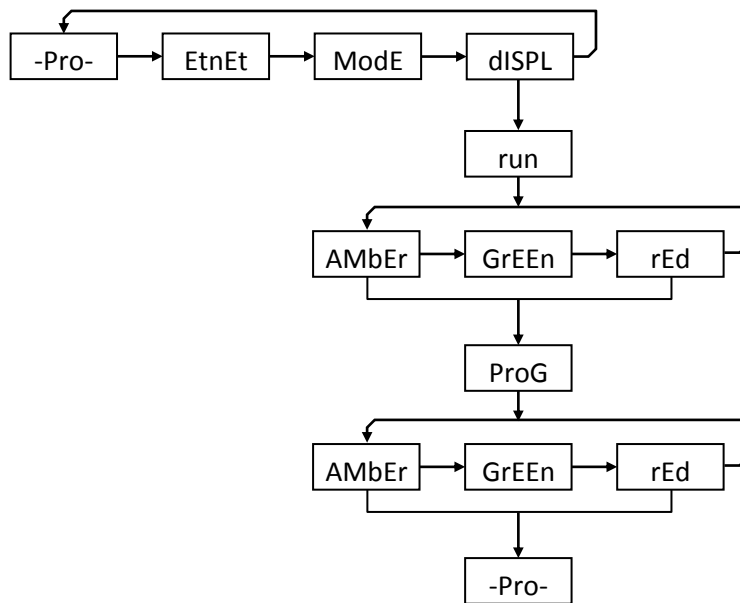 -Pro- EtnEt ModE dISPL
run
AMbEr GrEEn rEd
ProG
AMbEr GrEEn rEd
-Pro-